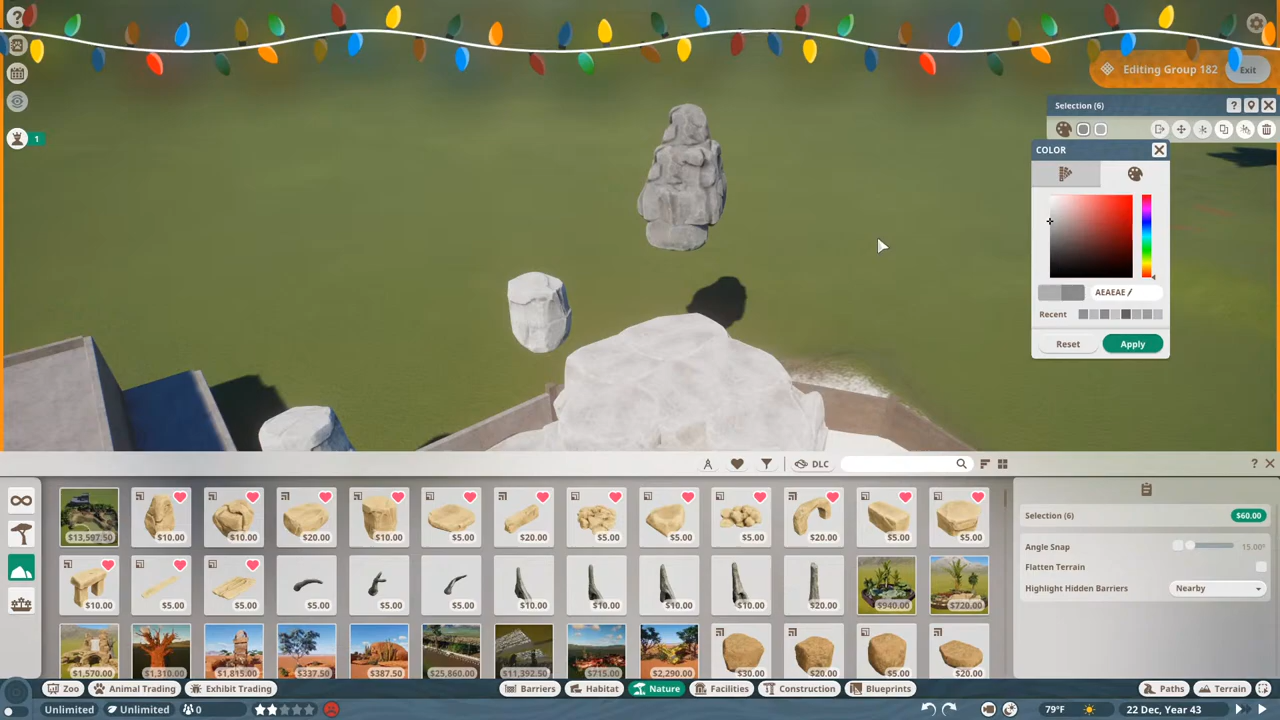 ?
Editing Group 182
Exit
Selection (6)
?
1
COLOR
AEAEAE
Recent
Reset
Apply
DLC
?
$13,597.50
$10.00
$10.00
$20.00
$10.00
$5.00
$20.00
$5.00
$5.00
$5.00
$10.00
$5.00
$5.00
Selection (6)
$60.00
Angle Snap
15.00°
Flatten Terrain
Highlight Hidden Barriers
Nearby
$10.00
$5.00
$5.00
$5.00
$5.00
$5.00
$10.00
$10.00
$10.00
$10.00
$20.00
$940.00
$720.00
$1,570.00
$1,310.00
$1,815.00
$337.50
$387.50
$25,860.00
$11,392.50
$715.00
$2,290.00
$30.00
$20.00
$5.00
$20.00
Zoo
Animal Trading
Exhibit Trading
Barriers
Habitat
Nature
Facilities
Construction
Blueprints
Paths
Terrain
Unlimited
Unlimited
0
79°F
22 Dec, Year 43